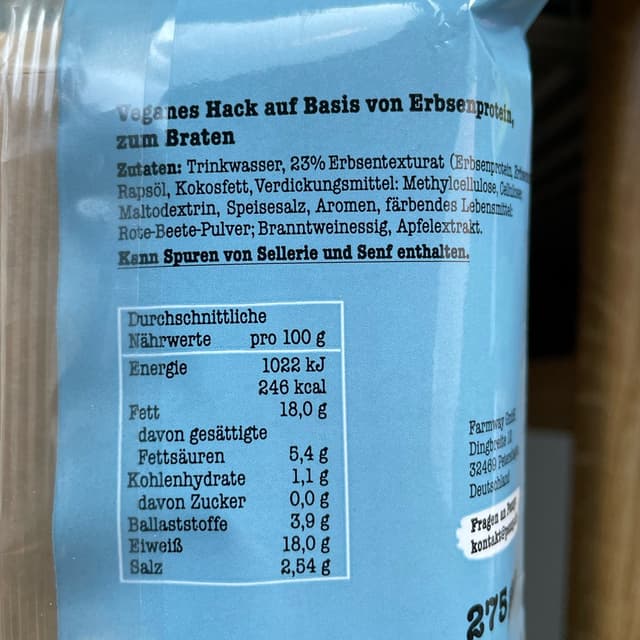 Veganes Hack auf Basis von Erbsenprotein,
zum Braten
Zutaten: Trinkwasser, 23% Erbsentexturat (Erbsenprotein,
Rapsöl, Kokosfett, Verdickungsmittel: Methylcellulose, Cellulose;
Maltodextrin, Speisesalz, Aromen, färbendes Lebensmittel:
Rote-Beete-Pulver; Branntweinessig, Apfelextrakt.
Kann Spuren von Sellerie und Senf enthalten.
Durchschnittliche
Nährwerte pro 100 g
Energie 1022 kJ
246 kcal
Fett 18,0 g
davon gesättigte
Fettsäuren 5,4 g
Kohlenhydrate 1,1 g
davon Zucker 0,0 g
Ballaststoffe 3,9 g
Eiweiß 18,0 g
Salz 2,54 g
Farmway
Dingbreite
32469
Deutschland
Fragen an
275